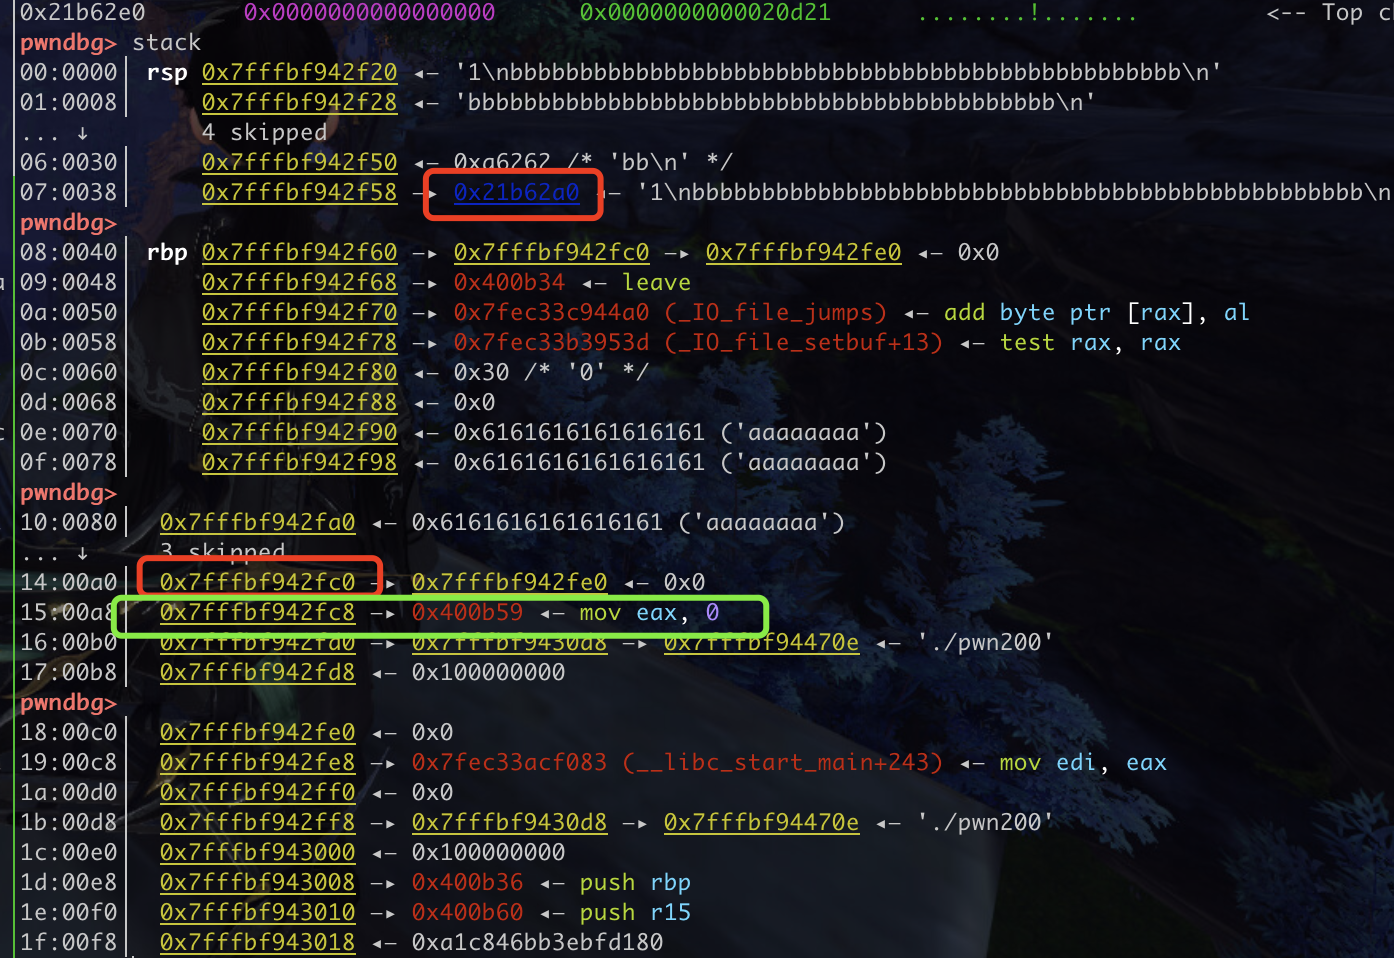 0x21b62e0 0x0000000000000000 0x0000000000020d21 ........!....... <-- Top c
pwndbg> stack
00:0000│ rsp 0x7fffbf942f20 ◂— '1\nbbbbbbbbbbbbbbbbbbbbbbbbbbbbbbbbbbbbbbbbbbbbbbbb\n'
01:0008│ 0x7fffbf942f28 ◂— 'bbbbbbbbbbbbbbbbbbbbbbbbbbbbbbbbbbbbbbbbbb\n'
... ↓ 4 skipped
06:0030│ 0x7fffbf942f50 ◂— 0xa6262 /* 'bb\n' */
07:0038│ 0x7fffbf942f58 —▸ 0x21b62a0 ◂— '1\nbbbbbbbbbbbbbbbbbbbbbbbbbbbbbbbbbbbbbbbbbbbbbbbb\n
pwndbg>
08:0040│ rbp 0x7fffbf942f60 —▸ 0x7fffbf942fc0 —▸ 0x7fffbf942fe0 ◂— 0x0
09:0048│ 0x7fffbf942f68 —▸ 0x400b34 ◂— leave
0a:0050│ 0x7fffbf942f70 —▸ 0x7fec33c944a0 (_IO_file_jumps) ◂— add byte ptr [rax], al
0b:0058│ 0x7fffbf942f78 —▸ 0x7fec33b3953d (_IO_file_setbuf+13) ◂— test rax, rax
0c:0060│ 0x7fffbf942f80 ◂— 0x30 /* '0' */
0d:0068│ 0x7fffbf942f88 ◂— 0x0
0e:0070│ 0x7fffbf942f90 ◂— 0x6161616161616161 ('aaaaaaaa')
0f:0078│ 0x7fffbf942f98 ◂— 0x6161616161616161 ('aaaaaaaa')
pwndbg>
10:0080│ 0x7fffbf942fa0 ◂— 0x6161616161616161 ('aaaaaaaa')
... ↓ 3 skipped
14:00a0│ 0x7fffbf942fc0 —▸ 0x7fffbf942fe0 ◂— 0x0
15:00a8│ 0x7fffbf942fc8 —▸ 0x400b59 ◂— mov eax, 0
16:00b0│ 0x7fffbf942fd0 —▸ 0x7fffbf9430d8 —▸ 0x7fffbf94470e ◂— './pwn200'
17:00b8│ 0x7fffbf942fd8 ◂— 0x100000000
pwndbg>
18:00c0│ 0x7fffbf942fe0 ◂— 0x0
19:00c8│ 0x7fffbf942fe8 —▸ 0x7fec33acf083 (__libc_start_main+243) ◂— mov edi, eax
1a:00d0│ 0x7fffbf942ff0 ◂— 0x0
1b:00d8│ 0x7fffbf942ff8 —▸ 0x7fffbf9430d8 —▸ 0x7fffbf94470e ◂— './pwn200'
1c:00e0│ 0x7fffbf943000 ◂— 0x100000000
1d:00e8│ 0x7fffbf943008 —▸ 0x400b36 ◂— push rbp
1e:00f0│ 0x7fffbf943010 —▸ 0x400b60 ◂— push r15
1f:00f8│ 0x7fffbf943018 ◂— 0xa1c846bb3ebfd180